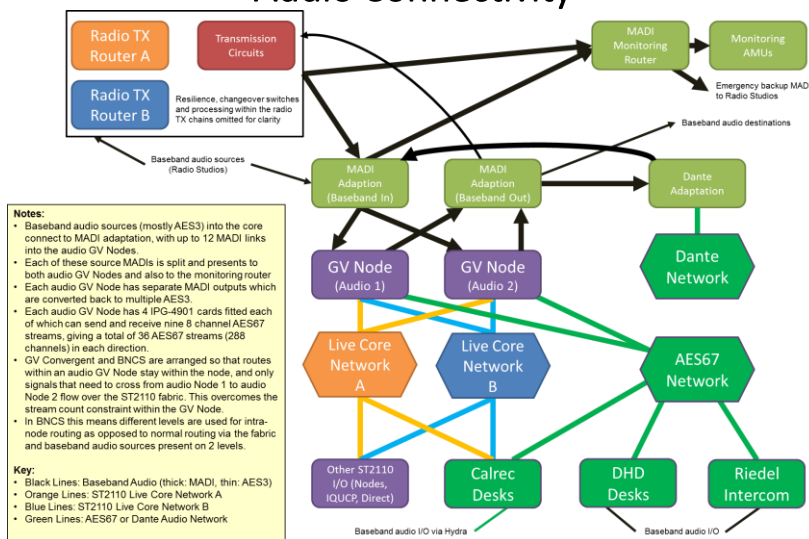 Audio Connectivity
Radio TX
Router A
Transmission
Circuits
MADI
Monitoring
Router
Monitoring
AMUs
Radio TX
Router B
Resilience, changeover switches
and processing within the radio
TX chains omitted for clarity
Emergency backup MAD
to Radio Studios
Baseband audio destinations
Baseband audio sources
(Radio Studios)
MADI
Adaption
(Baseband In)
MADI
Adaption
(Baseband Out)
Dante
Adaptation
Notes:
• Baseband audio sources (mostly AES3) into the core
connect to MADI adaptation, with up to 12 MADI links
into the audio GV Nodes.
• Each of these source MADIs is split and presents to
both audio GV Nodes and also to the monitoring router
• Each audio GV Node has separate MADI outputs which
are converted back to multiple AES3.
• Each audio GV Node has 4 IPG-4901 cards fitted each
of which can send and receive nine 8 channel AES67
streams, giving a total of 36 AES67 streams (288
channels) in each direction.
• GV Convergent and BNCS are arranged so that routes
within an audio GV Node stay within the node, and only
signals that need to cross from audio Node 1 to audio
Node 2 flow over the ST2110 fabric. This overcomes the
stream count constraint within the GV Node.
• In BNCS this means different levels are used for intra-
node routing as opposed to normal routing via the fabric
and baseband audio sources present on 2 levels.
Key:
• Black Lines: Baseband Audio (thick: MADI, thin: AES3)
• Orange Lines: ST2110 Live Core Network A
• Blue Lines: ST2110 Live Core Network B
• Green Lines: AES67 or Dante Audio Network
GV Node
(Audio 1)
GV Node
(Audio 2)
Dante
Network
Live Core
Network
A
Live Core
Network
B
AES67
Network
Other ST2110
I/O (Nodes,
IQUCP, Direct)
Calrec
Desks
DHD
Desks
Riedel
Intercom
Baseband audio I/O via Hydra
Baseband audio I/O